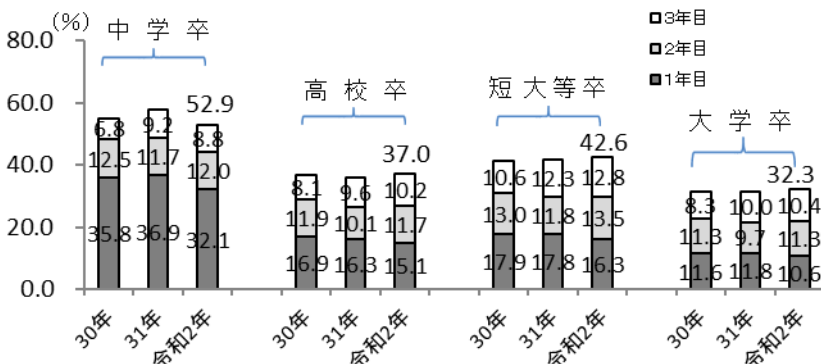 (%)
80.0
60.0
40.0
20.0
0.0
中学卒
高校卒
短大等卒
大学卒
□3年目
□2年目
■1年目
52.9
6.8 9.2 8.8
12.5 11.7 12.0
35.8 36.9 32.1
37.0
8.1 9.6 10.2
11.9 10.1 11.7
16.9 16.3 15.1
42.6
10.6 12.3 12.8
13.0 11.8 13.5
17.9 17.8 16.3
32.3
8.3 10.0 10.4
11.3 9.7 11.3
11.6 11.8 10.6
30年 31年 令和2年
30年 31年 令和2年
30年 31年 令和2年
30年 31年 令和2年